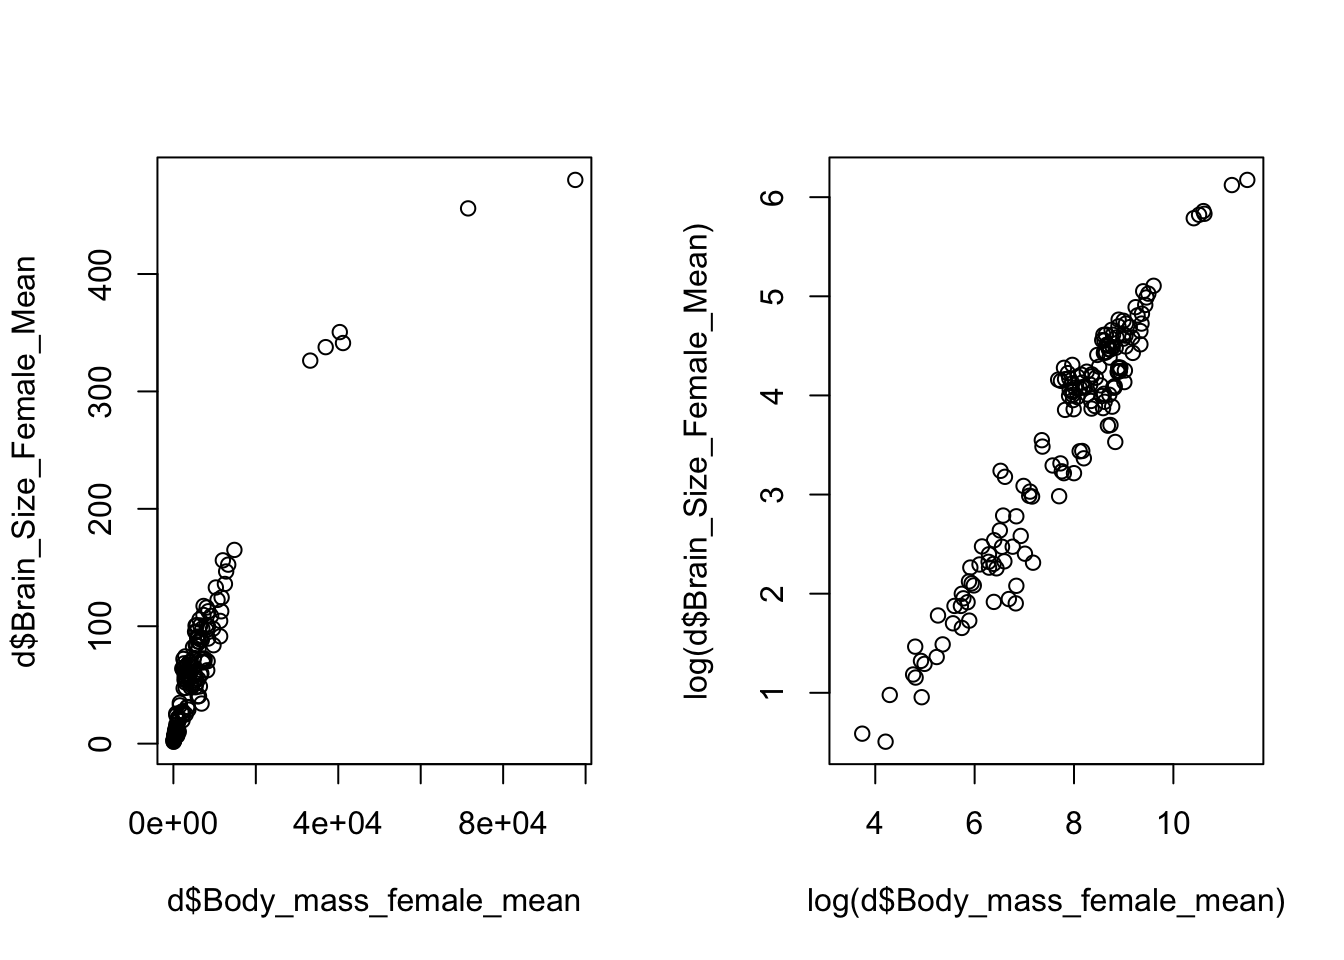 d$Brain_Size_Female_Mean
400
300
200
100
0
0e+00 4e+04 8e+04
d$Body_mass_female_mean
log(d$Brain_Size_Female_Mean)
6
5
4
3
2
1
4 6 8 10
log(d$Body_mass_female_mean)